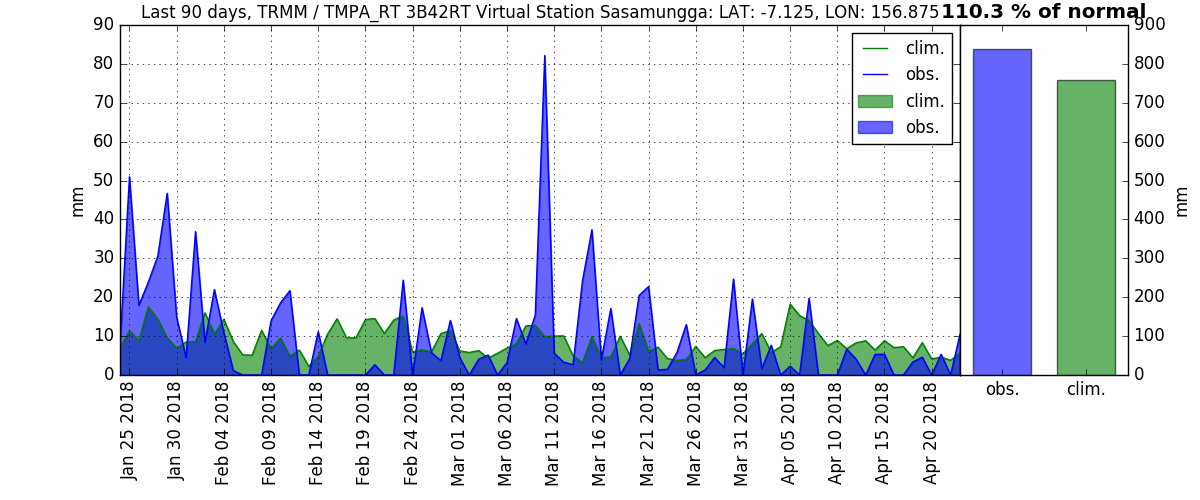 Last 90 days, TRMM / TMPA_RT 3B42RT Virtual Station Sasamungga: LAT: -7.125, LON: 156.875
110.3 % of normal
90
80
70
60
50
40
30
20
10
0
mm
clim.
obs.
clim.
obs.
900
800
700
600
500
400
300
200
100
0
mm
obs.
clim.
Jan 25 2018
Jan 30 2018
Feb 04 2018
Feb 09 2018
Feb 14 2018
Feb 19 2018
Feb 24 2018
Mar 01 2018
Mar 06 2018
Mar 11 2018
Mar 16 2018
Mar 21 2018
Mar 26 2018
Mar 31 2018
Apr 05 2018
Apr 10 2018
Apr 15 2018
Apr 20 2018